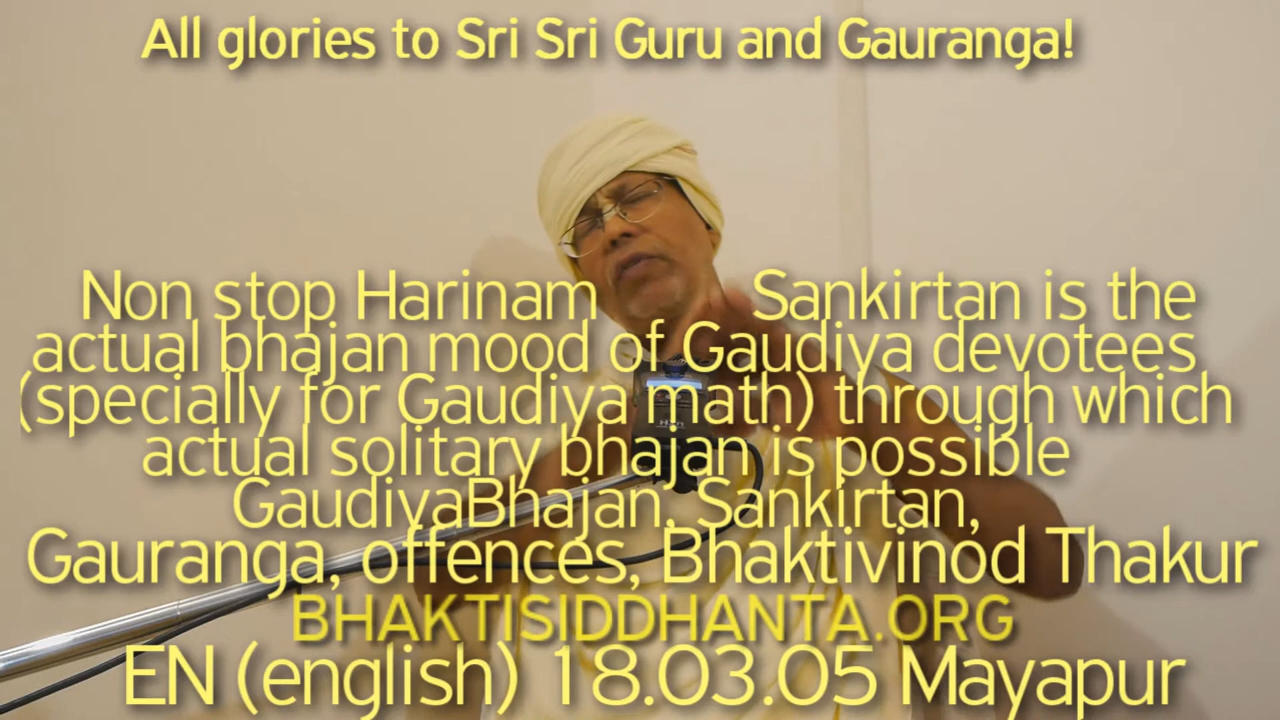 All glories to Sri Sri Guru and Gauranga!
Non stop Harinam Sankirtan is the
actual bhajan mood of Gaudiya devotees
(specially for Gaudiya math) through which
actual solitary bhajan is possible
GaudiyaBhajan, Sankirtan,
Gauranga, offences, Bhaktivinod Thakur
BHAKTISIDDHANTA.ORG
EN (english) 18.03.05 Mayapur